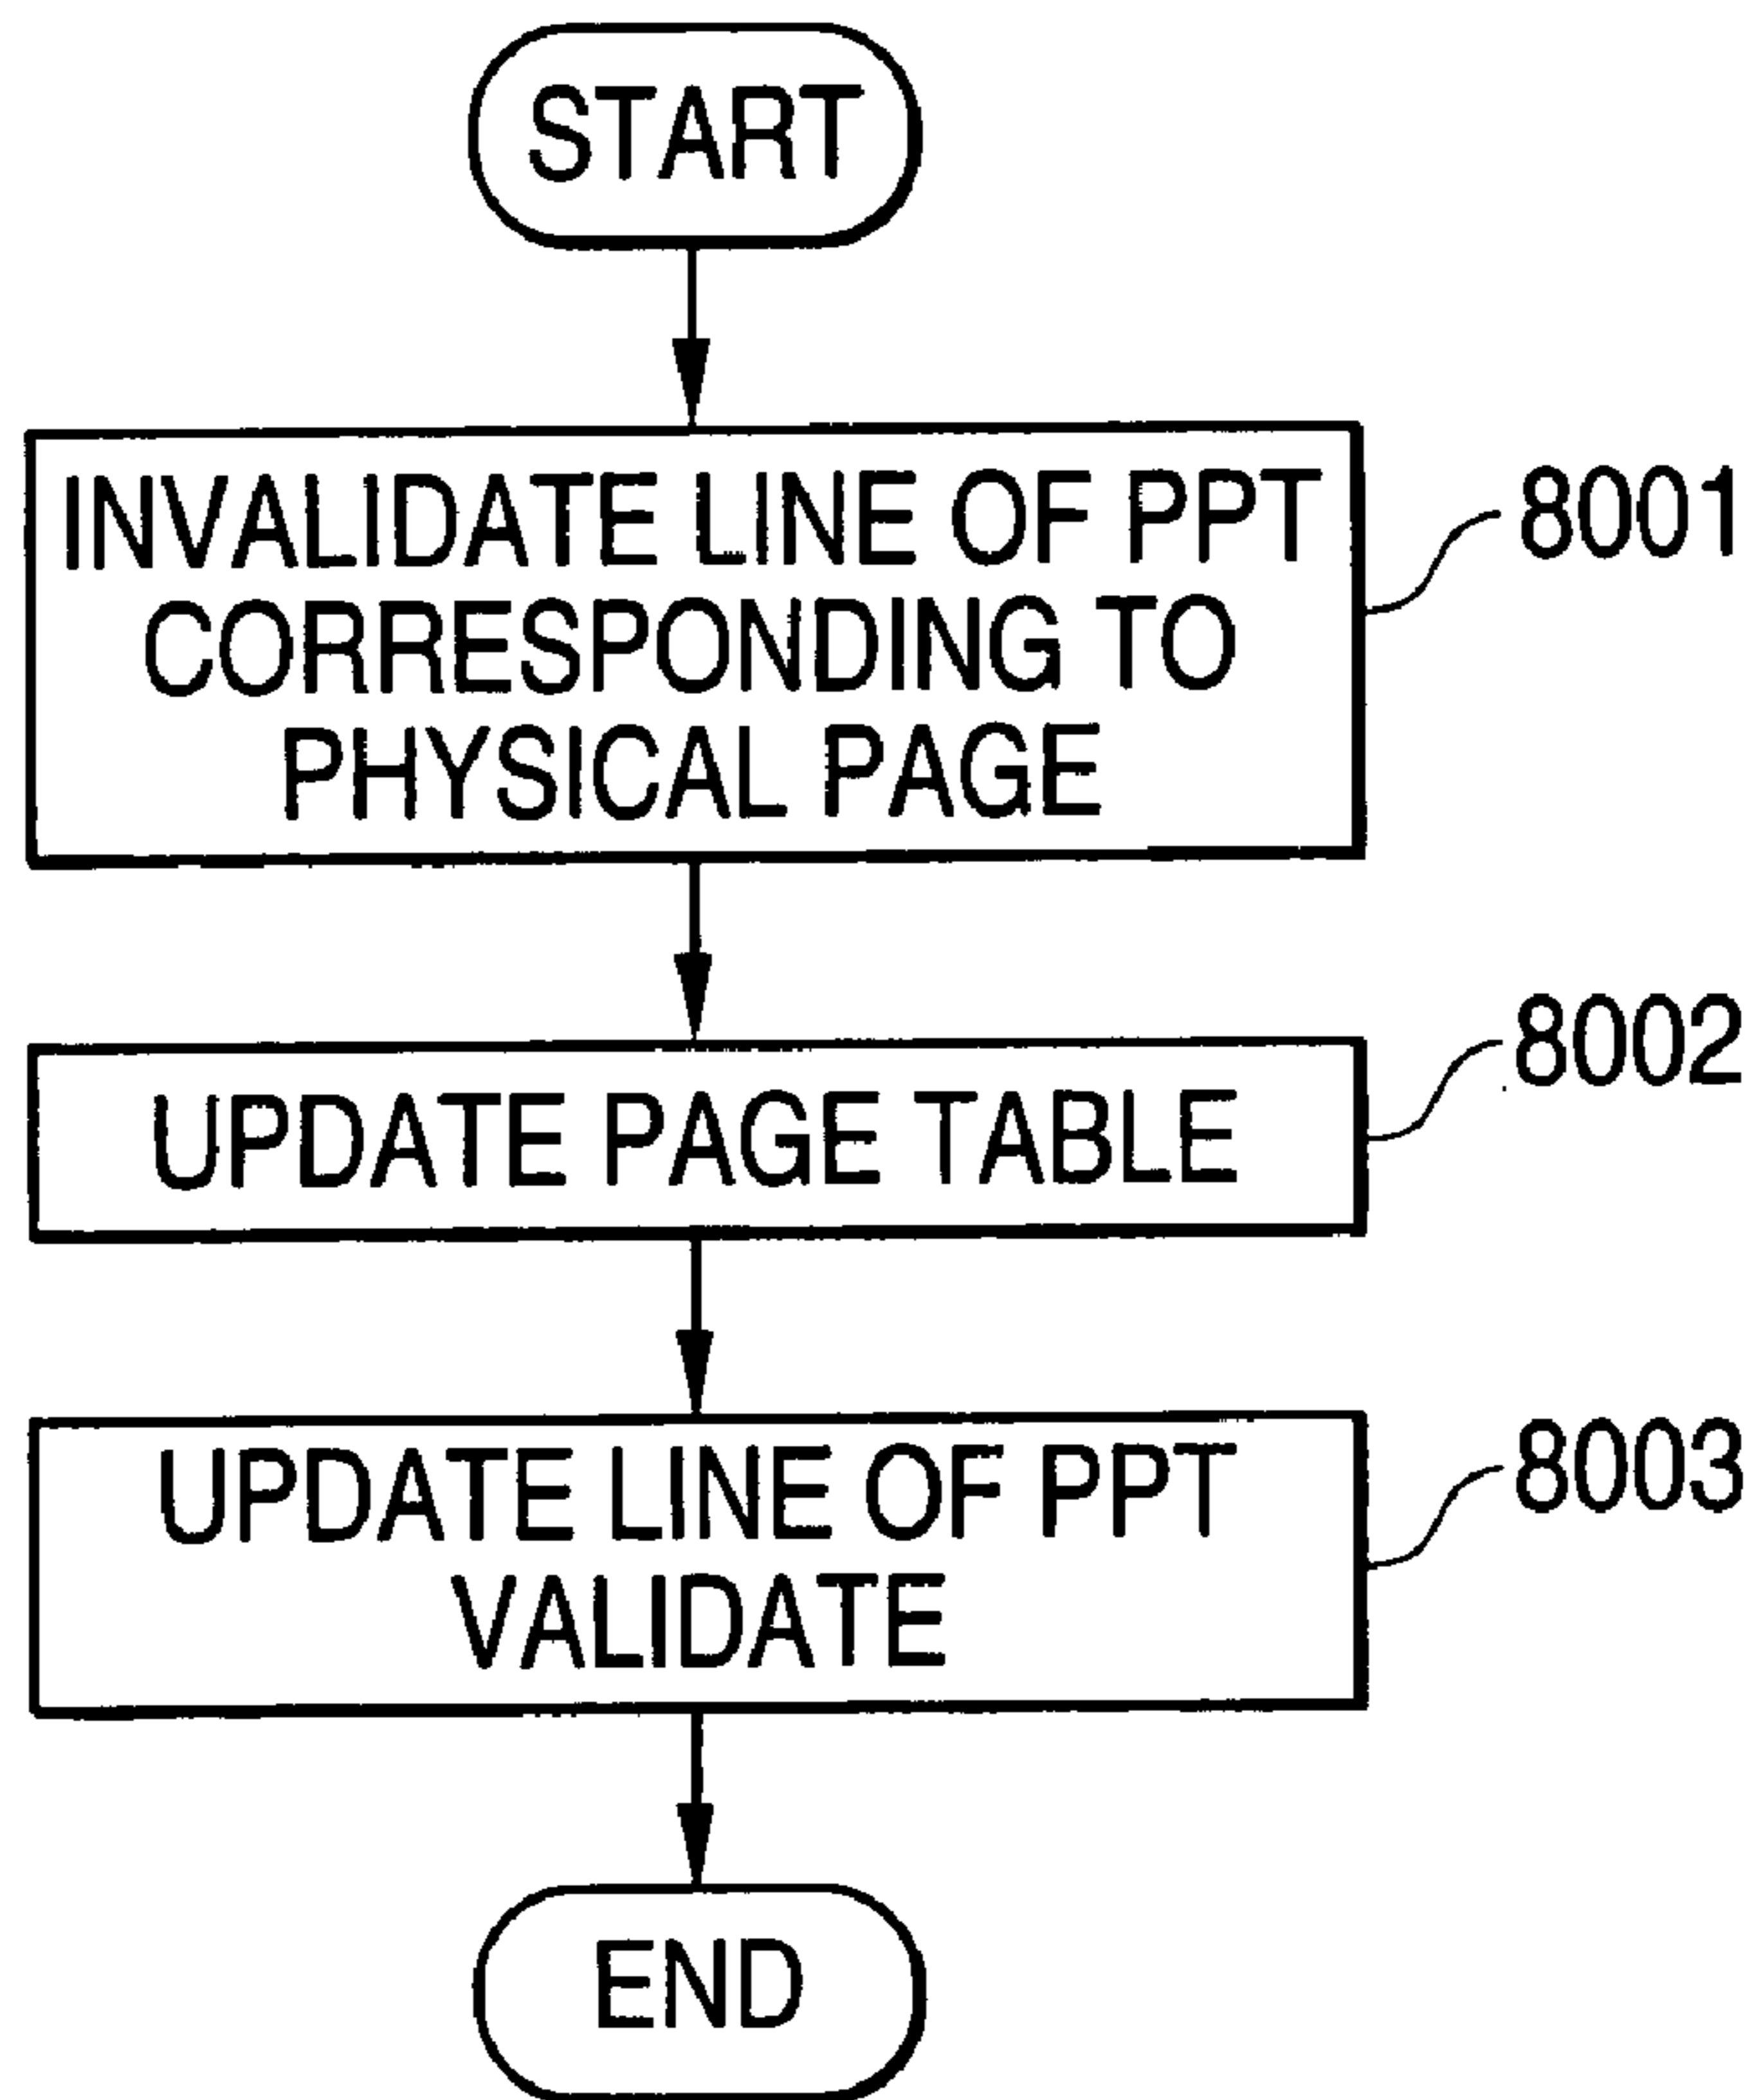 START
INVALIDATE LINE OF PPT
CORRESPONDING TO
PHYSICAL PAGE
8001
UPDATE PAGE TABLE
8002
UPDATE LINE OF PPT
VALIDATE
8003
END